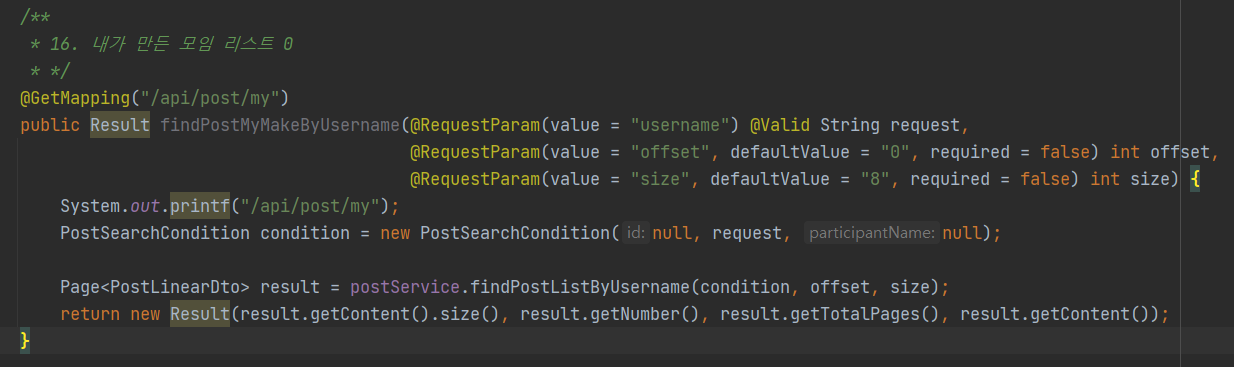 /**
 * 16. 내가 만든 모임 리스트 0
 * */
@GetMapping("/api/post/my")
public Result findPostMyMakeByUsername(@RequestParam(value = "username") @Valid String request,
                                       @RequestParam(value = "offset", defaultValue = "0", required = false) int offset,
                                       @RequestParam(value = "size", defaultValue = "8", required = false) int size) {
    System.out.printf("/api/post/my");
    PostSearchCondition condition = new PostSearchCondition( id: null, request, participantName: null);

    Page<PostLinearDto> result = postService.findPostListByUsername(condition, offset, size);
    return new Result(result.getContent().size(), result.getNumber(), result.getTotalPages(), result.getContent());
}